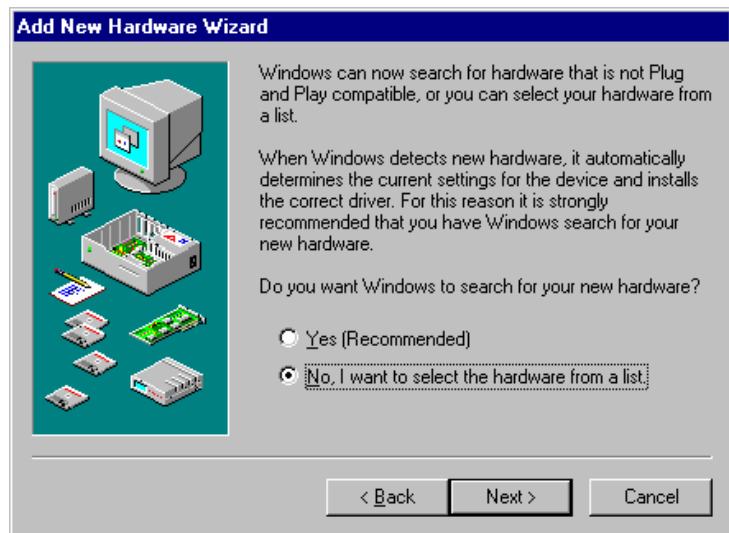 Add New Hardware Wizard
Windows can now search for hardware that is not Plug
and Play compatible, or you can select your hardware from
a list.
When Windows detects new hardware, it automatically
determines the current settings for the device and installs
the correct driver. For this reason it is strongly
recommended that you have Windows search for your
new hardware.
Do you want Windows to search for your new hardware?
Yes (Recommended)
No, I want to select the hardware from a list.
< Back
Next >
Cancel